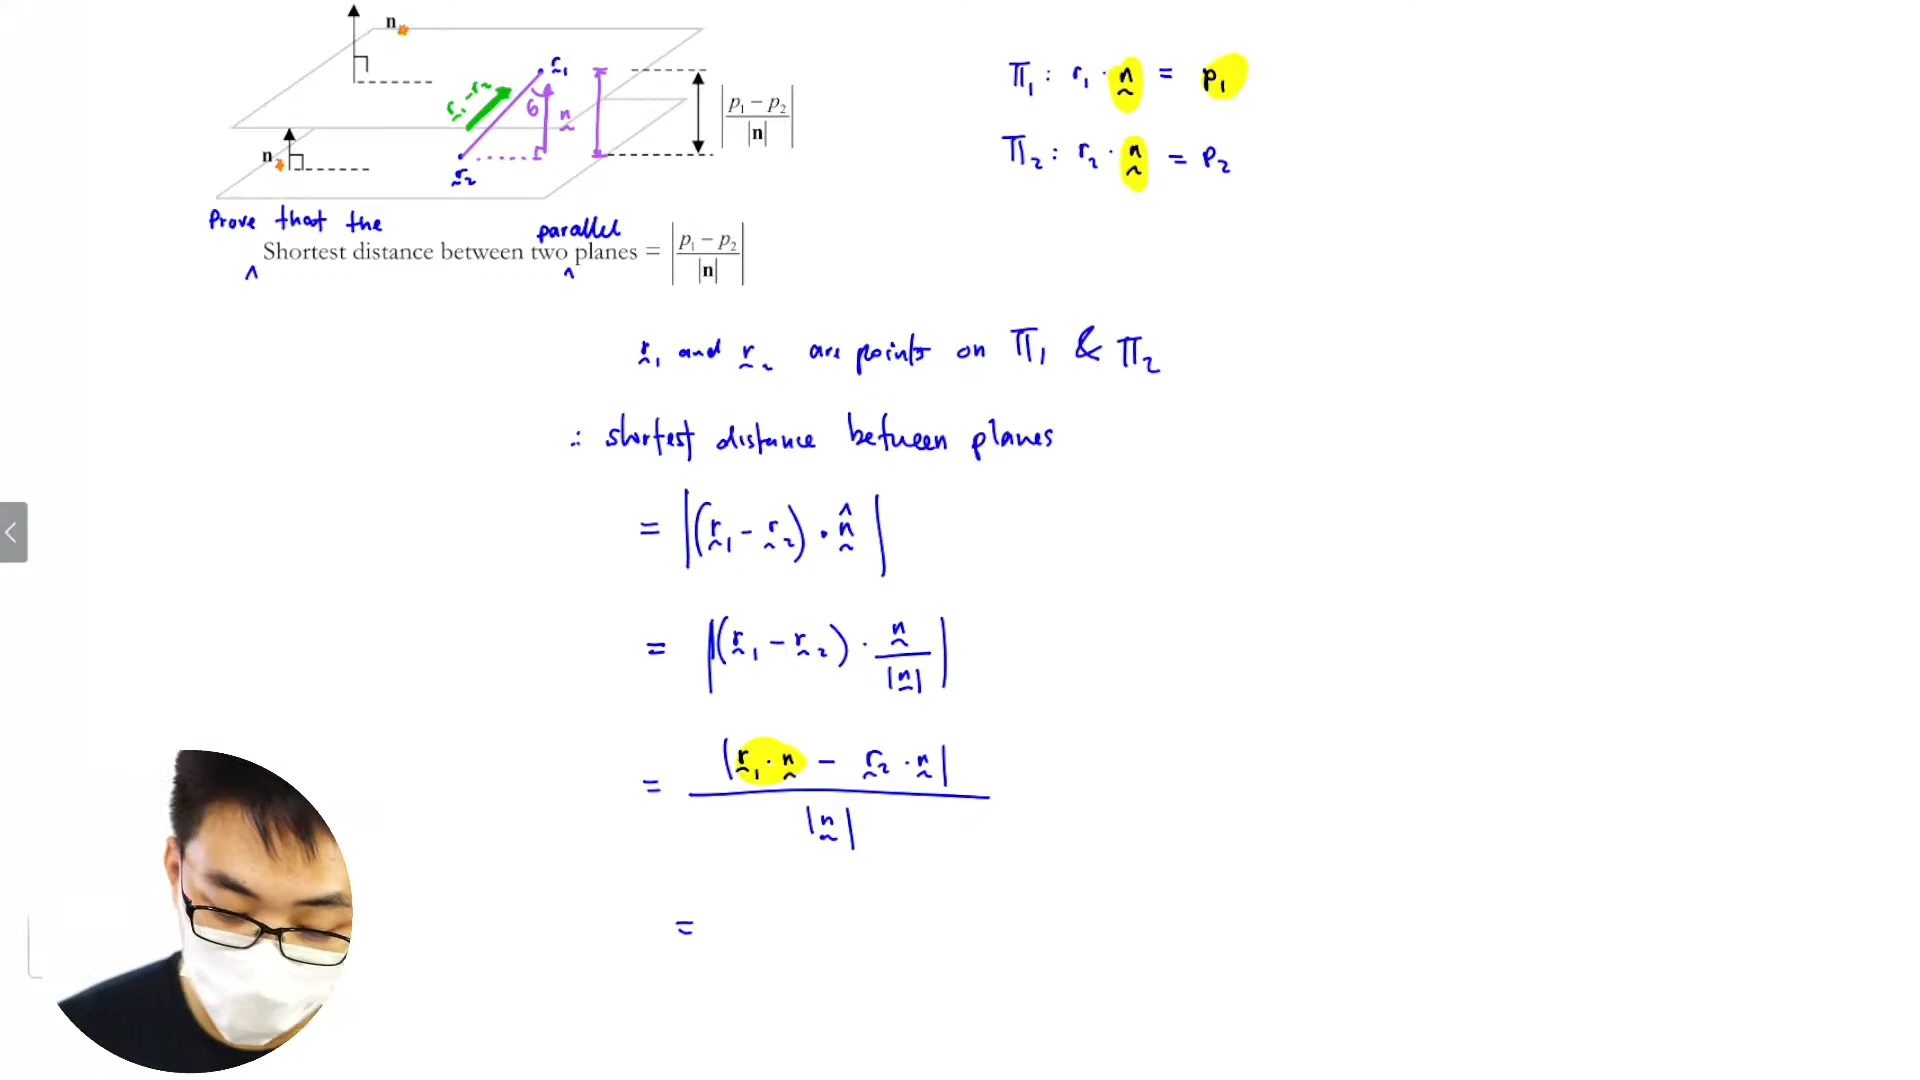 n
r₁
r₁ - r₂
θ
n
|p₁ − p₂ / |n||
n
r₂
Prove that the
parallel
Shortest distance between two planes = |p₁ − p₂ / |n||
^ ^
Π₁ : r₁ · n = p₁
Π₂ : r₂ · n = p₂
r₁ and r₂ are points on Π₁ & Π₂
∴ shortest distance between planes
= |(r₁ - r₂) · n̂|
= |(r₁ - r₂) · n / |n||
= |r₁ · n - r₂ · n| / |n|
=